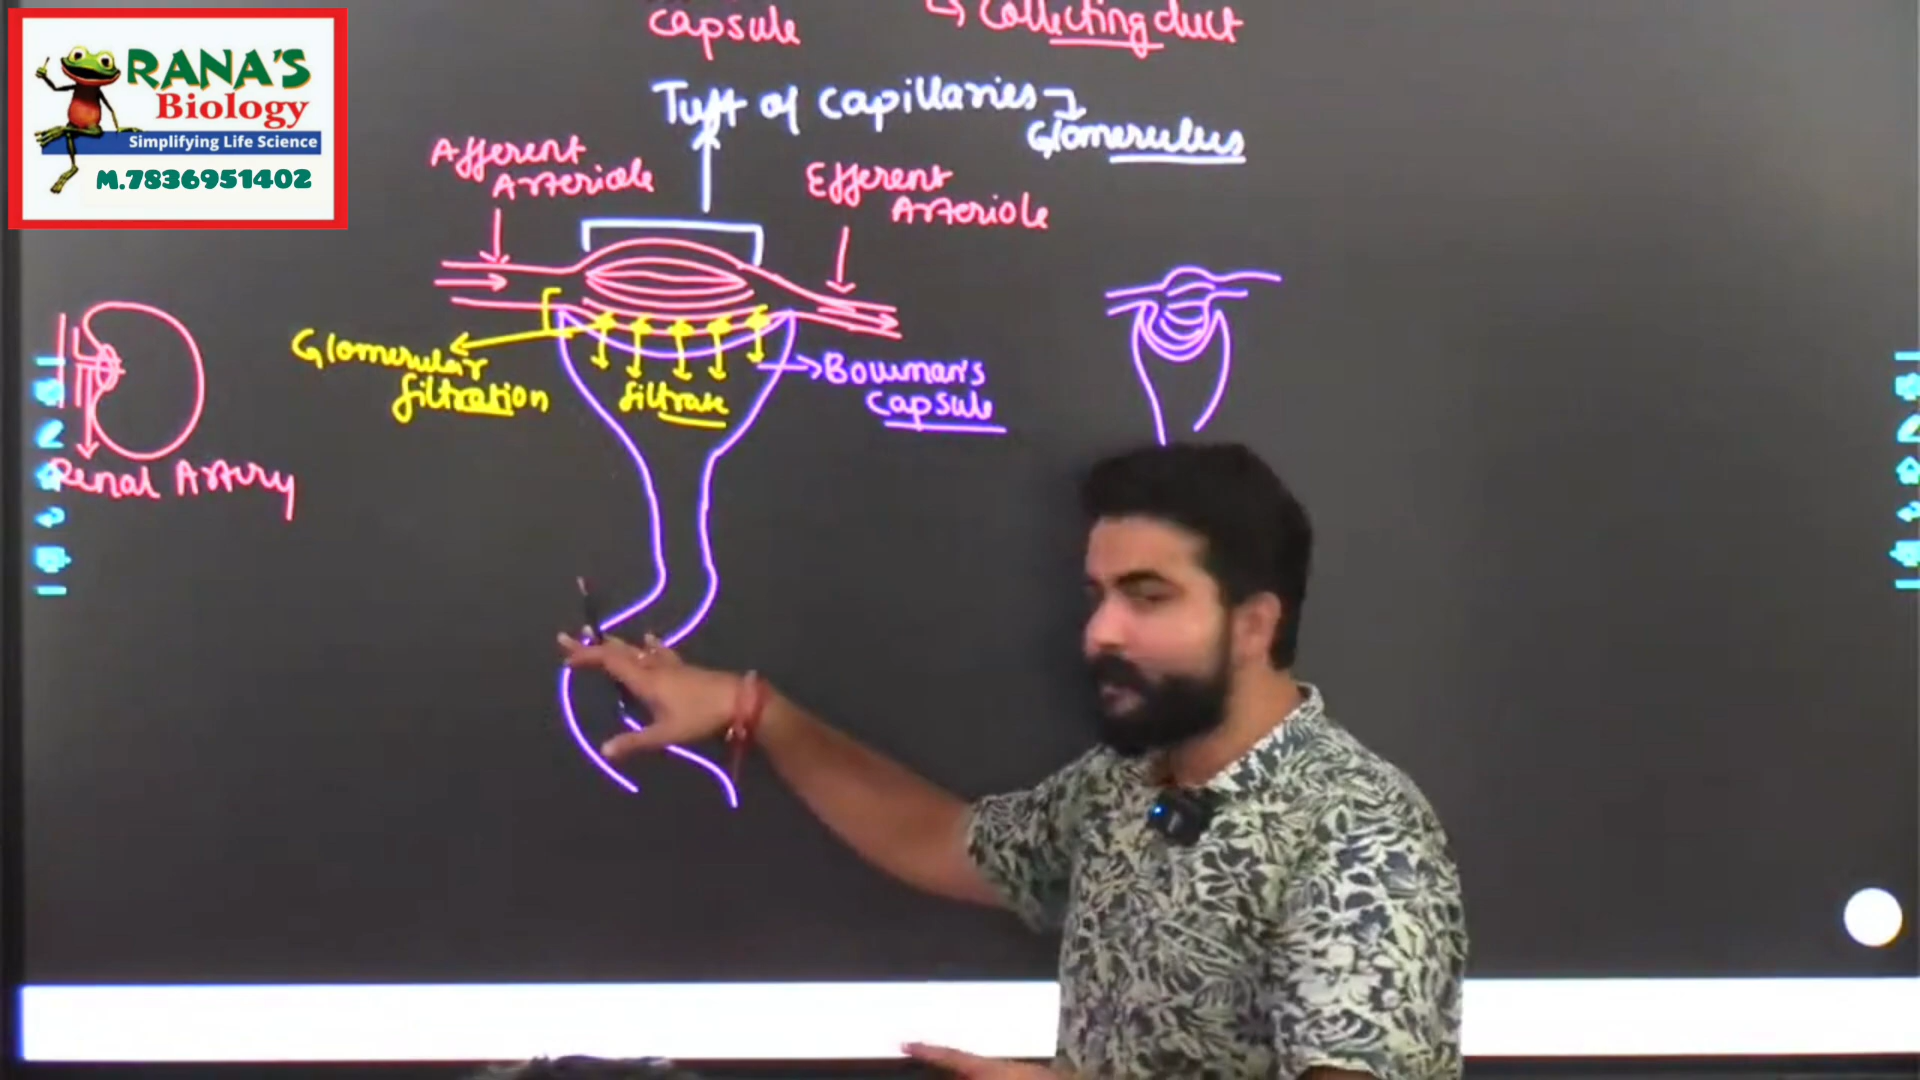 RANA'S
Biology
Simplifying Life Science
M.7836951402
capsule
↳ Collecting duct
Tuft of capillaries
Glomerulus
Afferent
Arteriole
Efferent
Arteriole
Glomerular
filtration
filtrate
Bowman's
capsule
Renal Artery